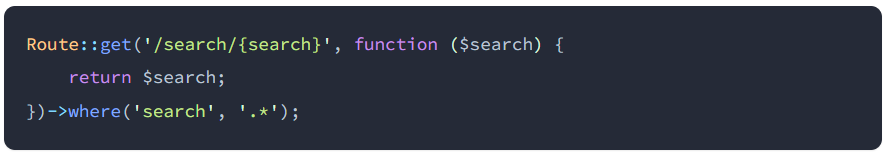 Route::get('/search/{search}', function ($search) {
    return $search;
})->where('search', '.*');